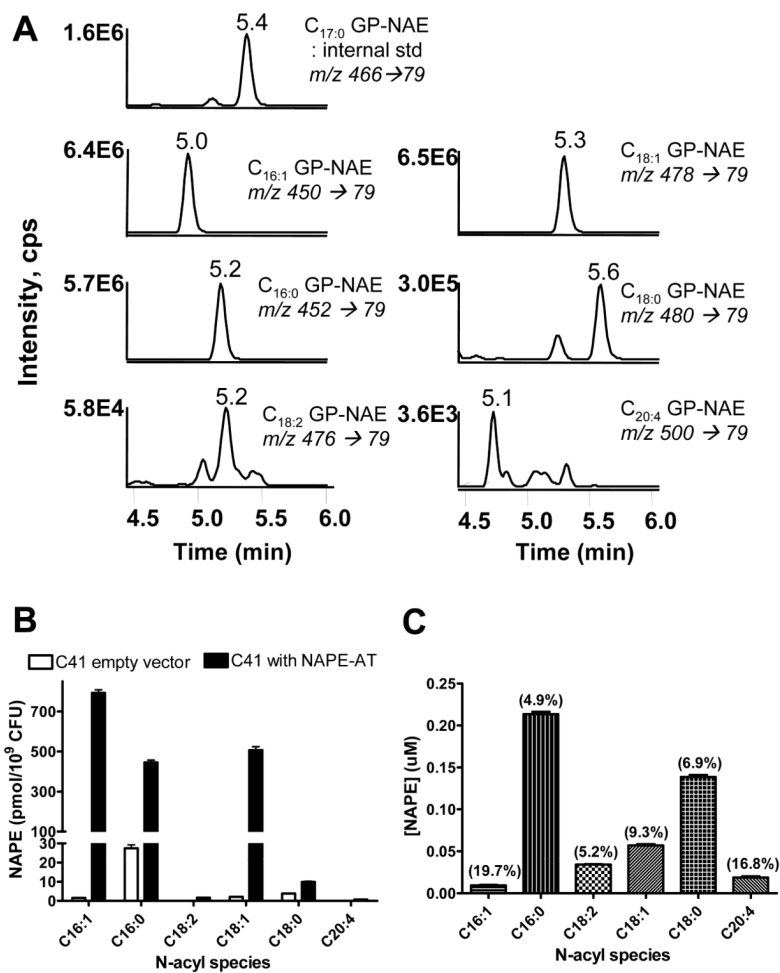 A
Intensity, cps
1.6E6
5.4
C17:0 GP-NAE
: internal std
m/z 466→79
6.4E6
5.0
C16:1 GP-NAE
m/z 450 → 79
6.5E6
5.3
C18:1 GP-NAE
m/z 478 → 79
5.7E6
5.2
C16:0 GP-NAE
m/z 452 → 79
3.0E5
5.6
C18:0 GP-NAE
m/z 480 → 79
5.8E4
5.2
C18:2 GP-NAE
m/z 476 → 79
3.6E3
5.1
C20:4 GP-NAE
m/z 500 → 79
4.5 5.0 5.5 6.0
Time (min)
4.5 5.0 5.5 6.0
Time (min)
B
C41 empty vector
C41 with NAPE-AT
NAPE (pmol/10⁹ CFU)
700
500
300
100
30
20
10
0
C16:1 C16:0 C18:2 C18:1 C18:0 C20:4
N-acyl species
C
[NAPE] (uM)
0.25
0.20
0.15
0.10
0.05
0.00
(19.7%) (4.9%) (5.2%) (9.3%) (6.9%) (16.8%)
C16:1 C16:0 C18:2 C18:1 C18:0 C20:4
N-acyl species